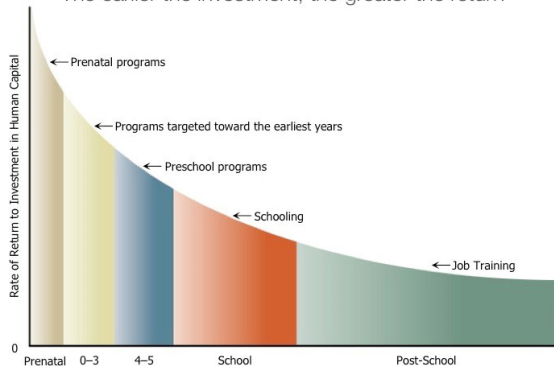 The earlier the investment, the greater the return
Rate of Return to Investment in Human Capital
Prenatal programs
Programs targeted toward the earliest years
Preschool programs
Schooling
Job Training
0
Prenatal
0–3
4–5
School
Post-School